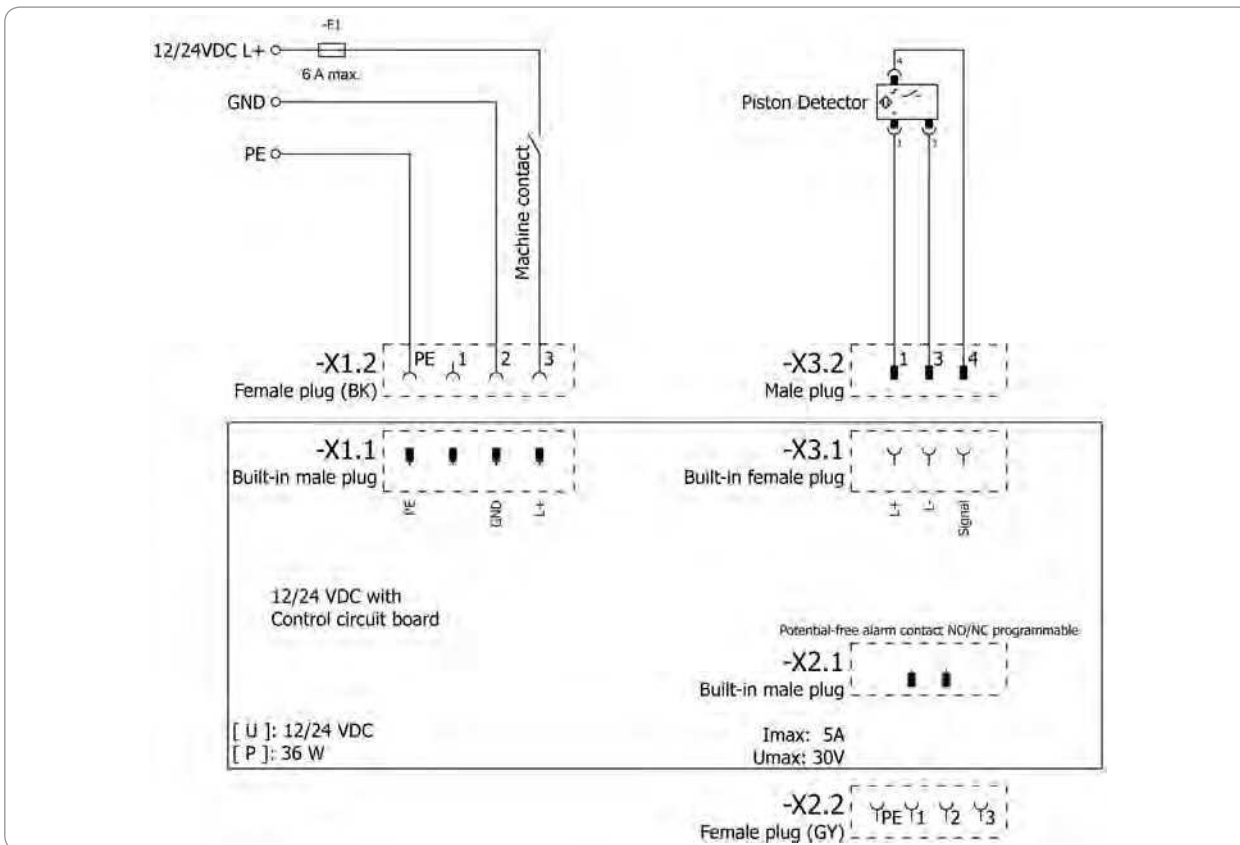 -F1
12/24VDC L+
6 A max.
GND
PE
Machine contact
4
Piston Detector
-X1.2 PE 1 2 3
Female plug (BK)
-X3.2 1 3 4
Male plug
-X1.1
Built-in male plug
PE GND L+
-X3.1
Built-in female plug
L+ L- Signal
12/24 VDC with
Control circuit board
Potential-free alarm contact NO/NC programmable
-X2.1
Built-in male plug
[ U ]: 12/24 VDC
[ P ]: 36 W
Imax: 5A
Umax: 30V
-X2.2 PE 1 2 3
Female plug (GY)